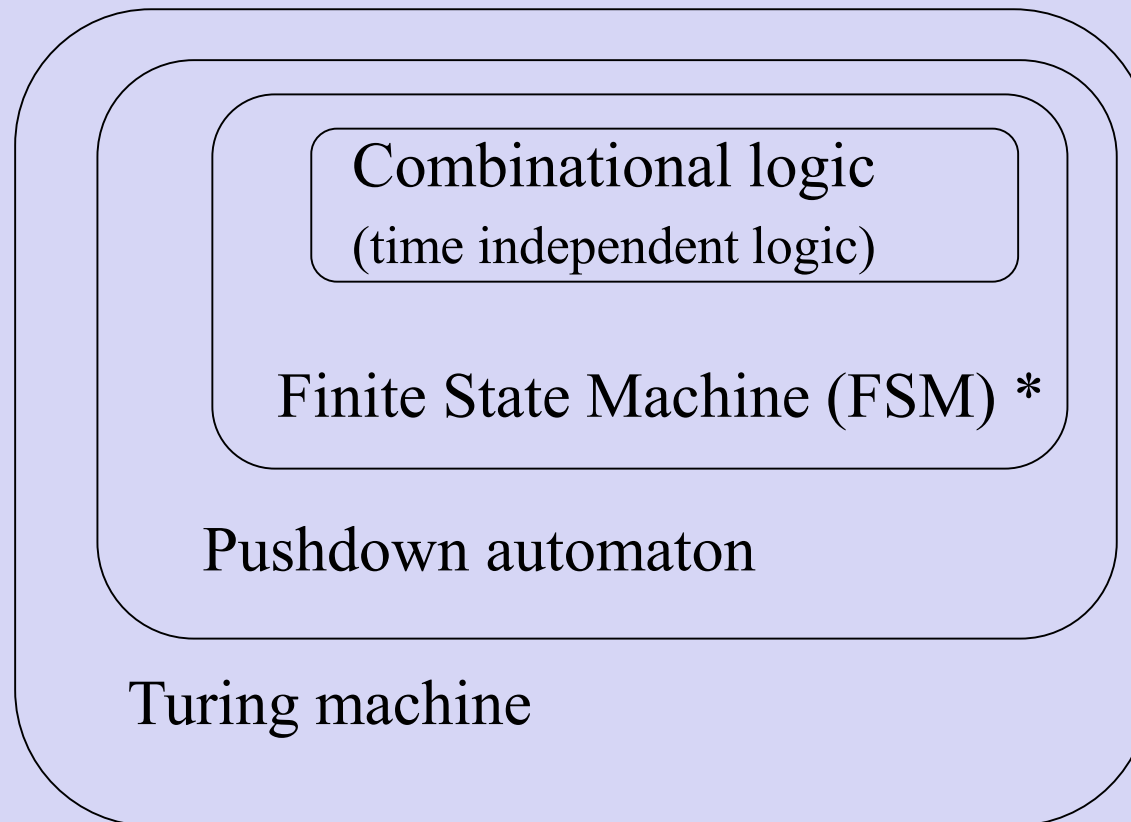 Combinational logic
(time independent logic)
Finite State Machine (FSM) *
Pushdown automaton
Turing machine